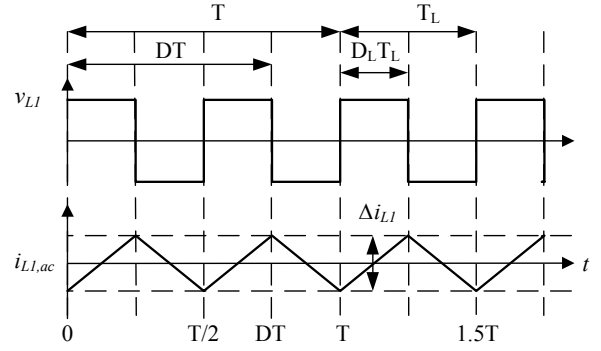 T
T_L
DT
D_LT_L
v_L1
Δi_L1
i_L1,ac
t
0
T/2
DT
T
1.5T